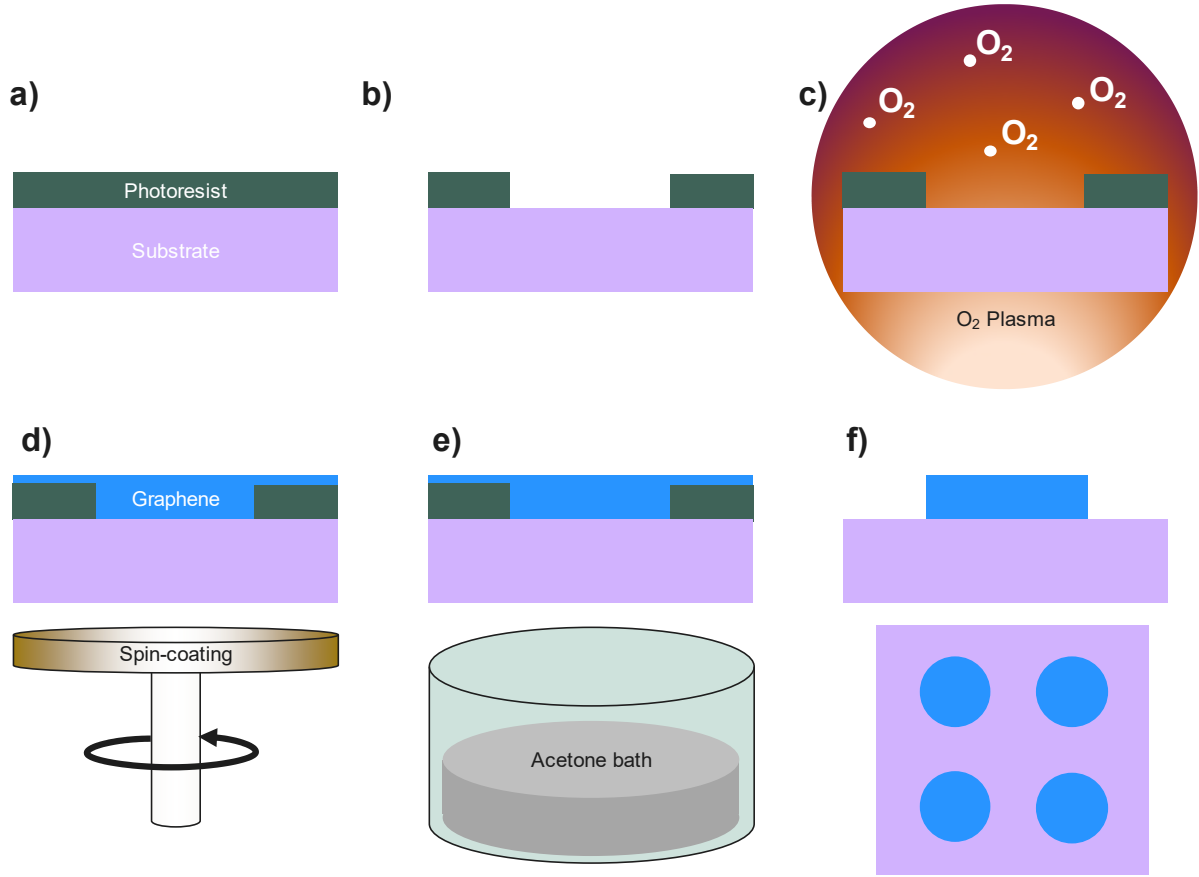 a)
b)
c)
O₂
O₂
O₂
O₂
Photoresist
Substrate
O₂ Plasma
d)
e)
f)
Graphene
Spin-coating
Acetone bath